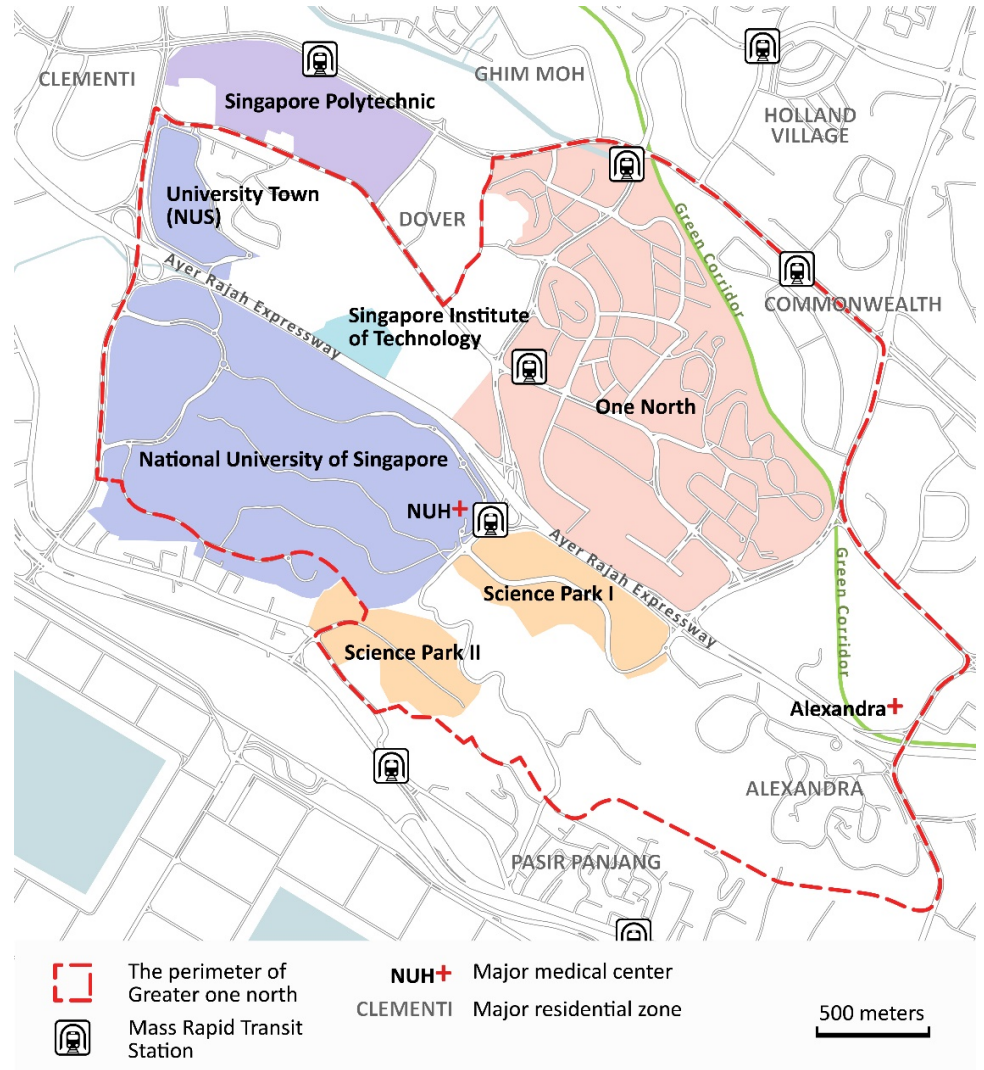 CLEMENTI
GHIM MOH
Singapore Polytechnic
HOLLAND
VILLAGE
University Town
(NUS)
DOVER
Green Corridor
Ayer Rajah Expressway
COMMONWEALTH
Singapore Institute
of Technology
One North
National University of Singapore
NUH
Ayer Rajah Expressway
Green Corridor
Science Park I
Science Park II
Alexandra
ALEXANDRA
PASIR PANJANG
The perimeter of
Greater one north
Mass Rapid Transit
Station
NUH Major medical center
CLEMENTI Major residential zone
500 meters